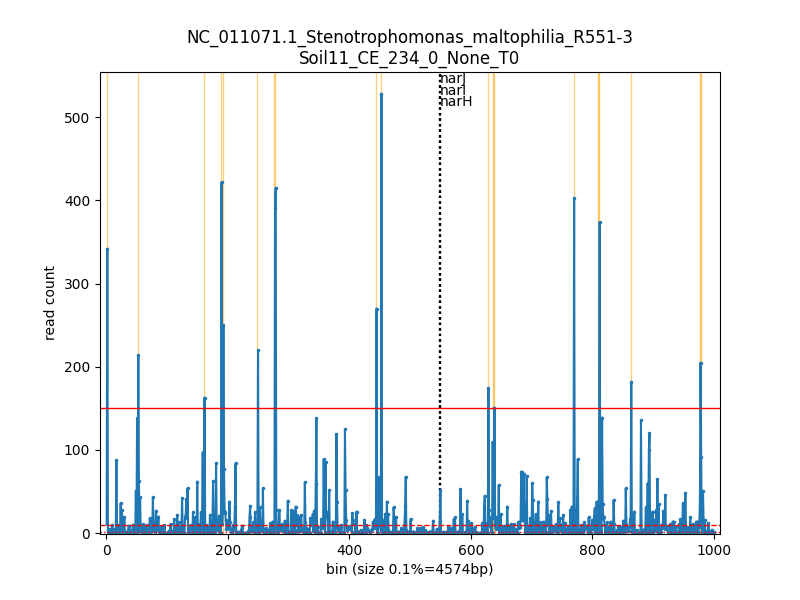 NC_011071.1_Stenotrophomonas_maltophilia_R551-3
Soil11_CE_234_0_None_T0
narJ
narI
narH
500
400
300
200
100
0
read count
0 200 400 600 800 1000
bin (size 0.1%=4574bp)